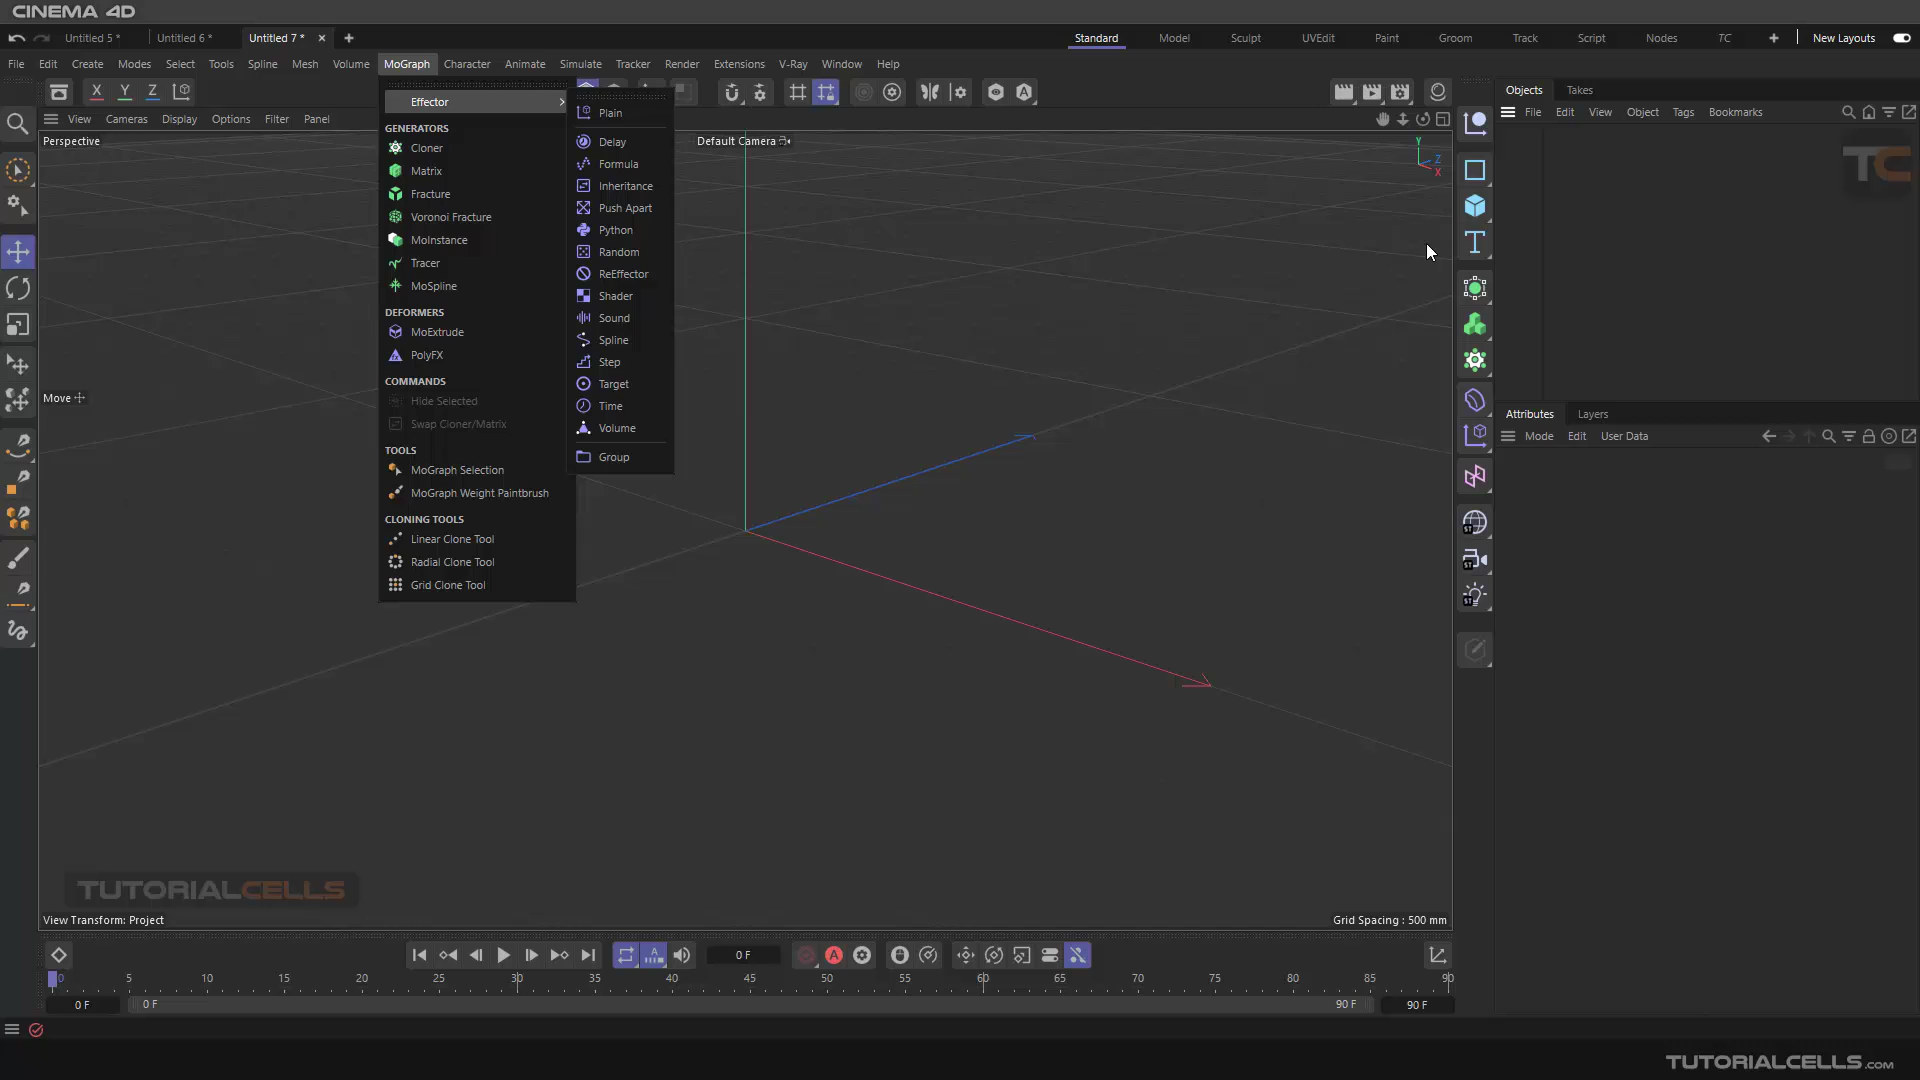 CINEMA 4D
Untitled 5 *
Untitled 6 *
Untitled 7 *
Standard
Model
Sculpt
UVEdit
Paint
Groom
Track
Script
Nodes
TC
New Layouts
File Edit Create Modes Select Tools Spline Mesh Volume MoGraph Character Animate Simulate Tracker Render Extensions V-Ray Window Help
X Y Z
Objects Takes
File Edit View Object Tags Bookmarks
View Cameras Display Options Filter Panel
Perspective
Default Camera
Y
Z
X
TC
Move
Effector
GENERATORS
Cloner
Matrix
Fracture
Voronoi Fracture
MoInstance
Tracer
MoSpline
DEFORMERS
MoExtrude
PolyFX
COMMANDS
Hide Selected
Swap Cloner/Matrix
TOOLS
MoGraph Selection
MoGraph Weight Paintbrush
CLONING TOOLS
Linear Clone Tool
Radial Clone Tool
Grid Clone Tool
Plain
Delay
Formula
Inheritance
Push Apart
Python
Random
ReEffector
Shader
Sound
Spline
Step
Target
Time
Volume
Group
T
ST
ST
ST
Attributes Layers
Mode Edit User Data
TUTORIALCELLS
View Transform: Project
Grid Spacing : 500 mm
0 F
A
0 5 10 15 20 25 30 35 40 45 50 55 60 65 70 75 80 85 90
0 F
0 F
90 F
90 F
TUTORIALCELLS.COM